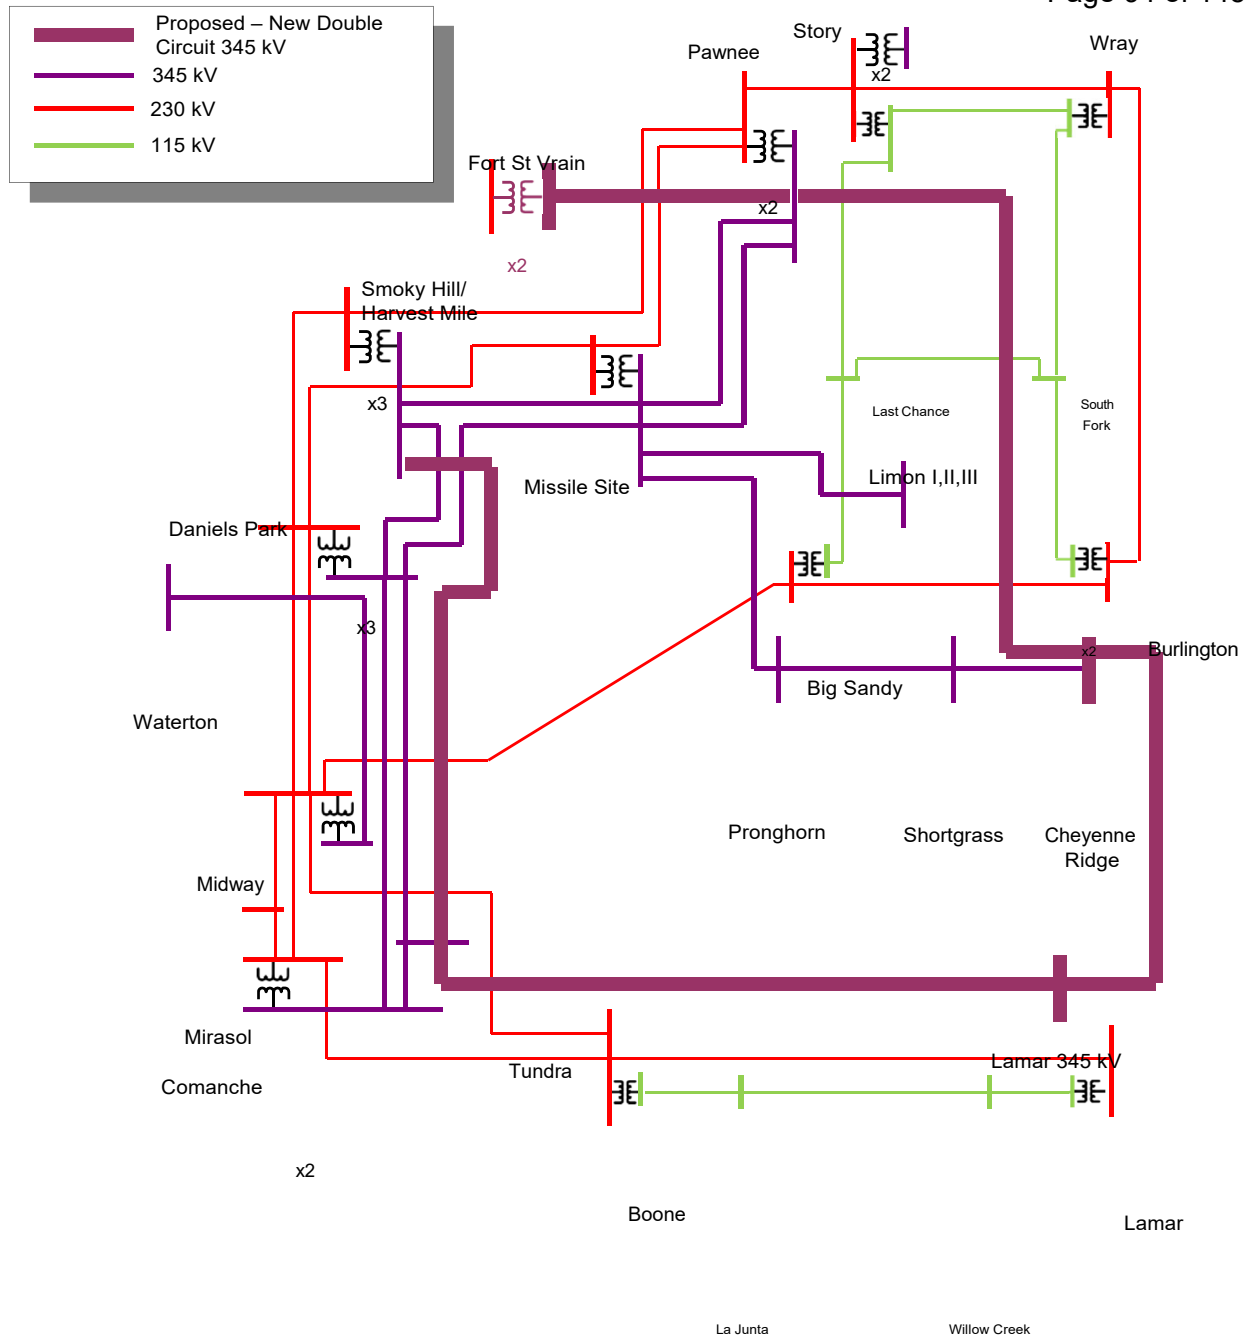 Proposed – New Double
Circuit 345 kV
345 kV
230 kV
115 kV
Story
Wray
Pawnee
x2
Fort St Vrain
x2
x2
Smoky Hill/
Harvest Mile
x3
Last Chance
South
Fork
Limon I,II,III
Missile Site
Daniels Park
x3
x2
Burlington
Big Sandy
Waterton
Pronghorn
Shortgrass
Cheyenne
Ridge
Midway
Mirasol
Tundra
Lamar 345 kV
Comanche
x2
Boone
Lamar
La Junta
Willow Creek